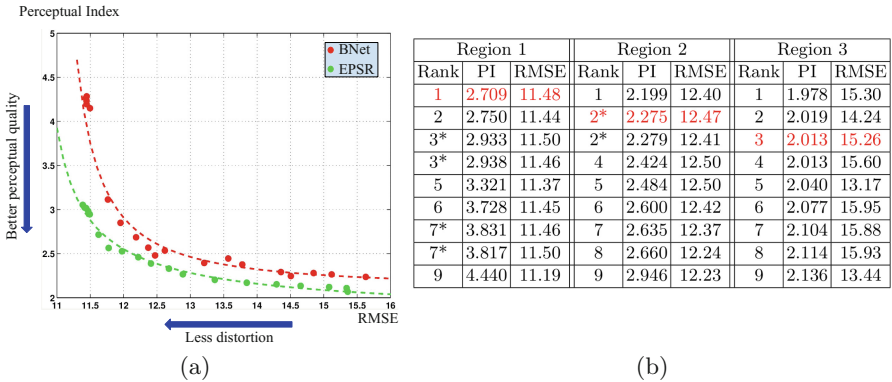 Perceptual Index
Better perceptual quality
5
4.5
4
3.5
3
2.5
2
BNet
EPSR
11 11.5 12 12.5 13 13.5 14 14.5 15 15.5 16
RMSE
Less distortion
(a)
Region 1 Region 2 Region 3
Rank PI RMSE Rank PI RMSE Rank PI RMSE
1 2.709 11.48 1 2.199 12.40 1 1.978 15.30
2 2.750 11.44 2* 2.275 12.47 2 2.019 14.24
3* 2.933 11.50 2* 2.279 12.41 3 2.013 15.26
3* 2.938 11.46 4 2.424 12.50 4 2.013 15.60
5 3.321 11.37 5 2.484 12.50 5 2.040 13.17
6 3.728 11.45 6 2.600 12.42 6 2.077 15.95
7* 3.831 11.46 7 2.635 12.37 7 2.104 15.88
7* 3.817 11.50 8 2.660 12.24 8 2.114 15.93
9 4.440 11.19 9 2.946 12.23 9 2.136 13.44
(b)